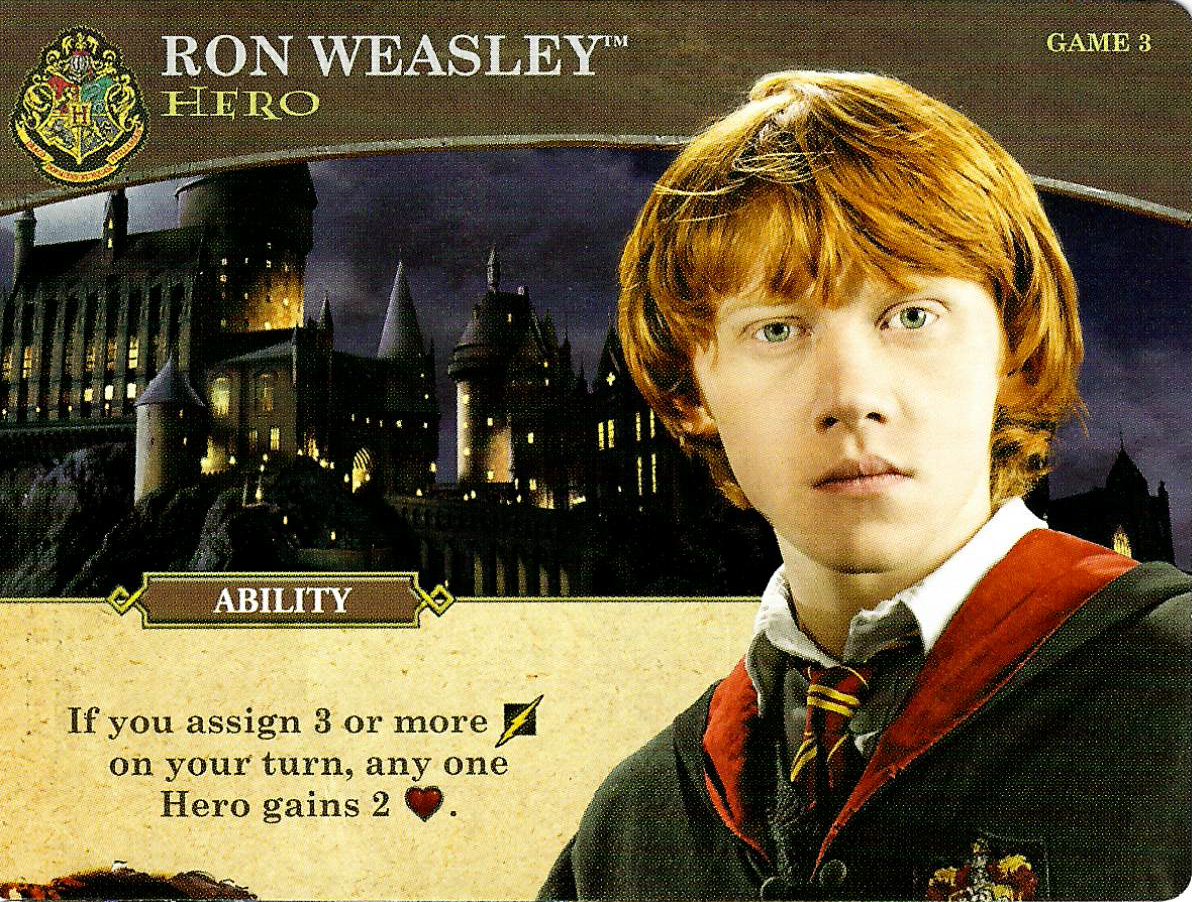 RON WEASLEY™
HERO
GAME 3
H
ABILITY
If you assign 3 or more
on your turn, any one
Hero gains 2 .